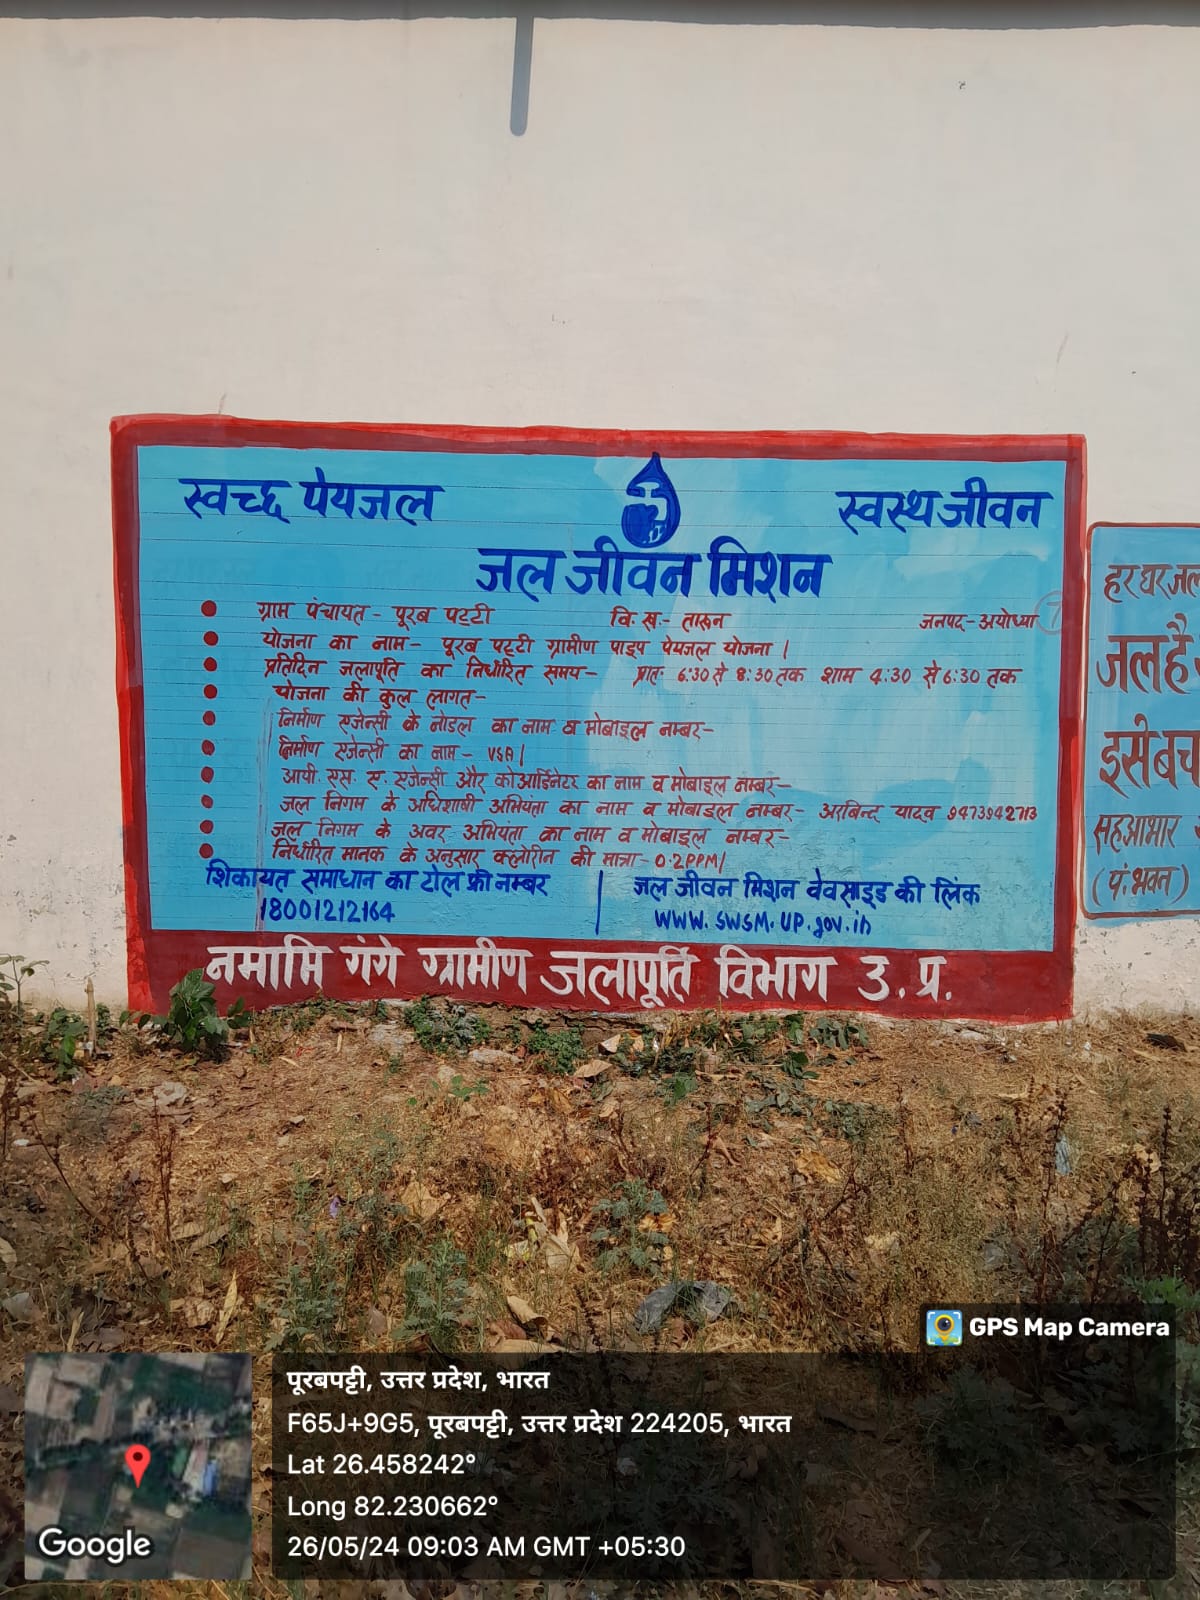 स्वच्छ पेयजल
स्वस्थ जीवन
जल जीवन मिशन
ग्राम पंचायत- पूरब पट्टी वि. ख.- तारून जनपद- अयोध्या
योजना का नाम- पूरब पट्टी ग्रामीण पाइप पेयजल योजना।
प्रतिदिन जलापूर्ति का निर्धारित समय- प्रातः 6:30 से 8:30 तक शाम 4:30 से 6:30 तक
योजना की कुल लागत-
निर्माण एजेन्सी के नोडल का नाम व मोबाइल नम्बर-
निर्माण एजेन्सी का नाम- VSA।
आयी. एस. ए. एजेन्सी और कोआर्डिनेटर का नाम व मोबाइल नम्बर-
जल निगम के अधिशाषी अभियंता का नाम व मोबाइल नम्बर- अरबिन्द यादव 9473942713
जल निगम के अवर अभियंता का नाम व मोबाइल नम्बर-
निर्धारित मानक के अनुसार क्लोरीन की मात्रा- 0.2PPM।
शिकायत समाधान का टोल फ्री नम्बर
18001212164
जल जीवन मिशन वेवसाइड की लिंक
WWW.SWSM.UP.gov.in
नमामि गंगे ग्रामीण जलापूर्ति विभाग उ. प्र.
हर घर जल
जल है
इसे बच
सहआभार
(पं. भवन)
GPS Map Camera
पूरबपट्टी, उत्तर प्रदेश, भारत
F65J+9G5, पूरबपट्टी, उत्तर प्रदेश 224205, भारत
Lat 26.458242°
Long 82.230662°
26/05/24 09:03 AM GMT +05:30
Google